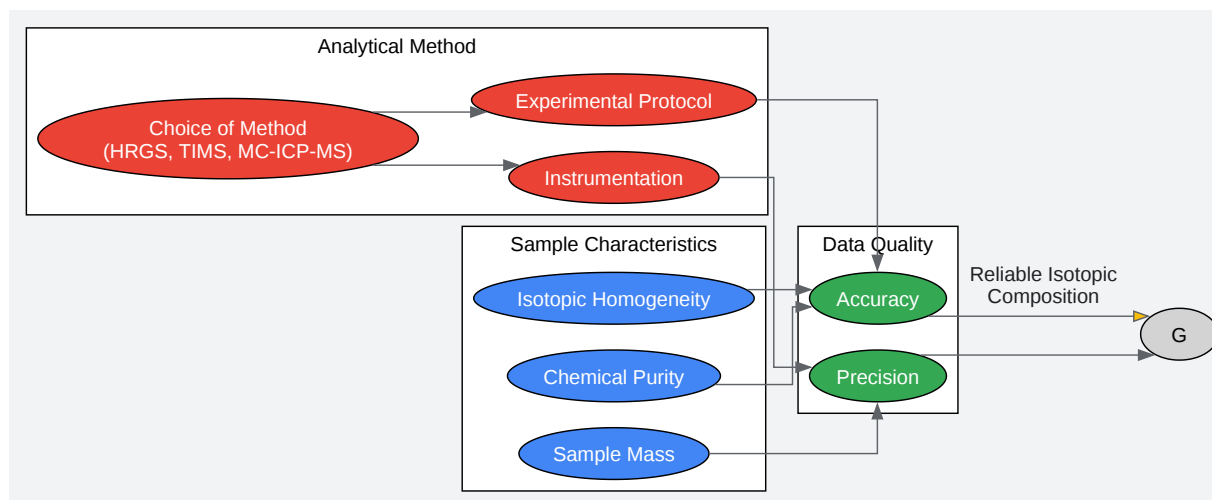 Analytical Method
Choice of Method
(HRGS, TIMS, MC-ICP-MS)
Experimental Protocol
Instrumentation
Sample Characteristics
Isotopic Homogeneity
Chemical Purity
Sample Mass
Data Quality
Accuracy
Precision
Reliable Isotopic
Composition
G